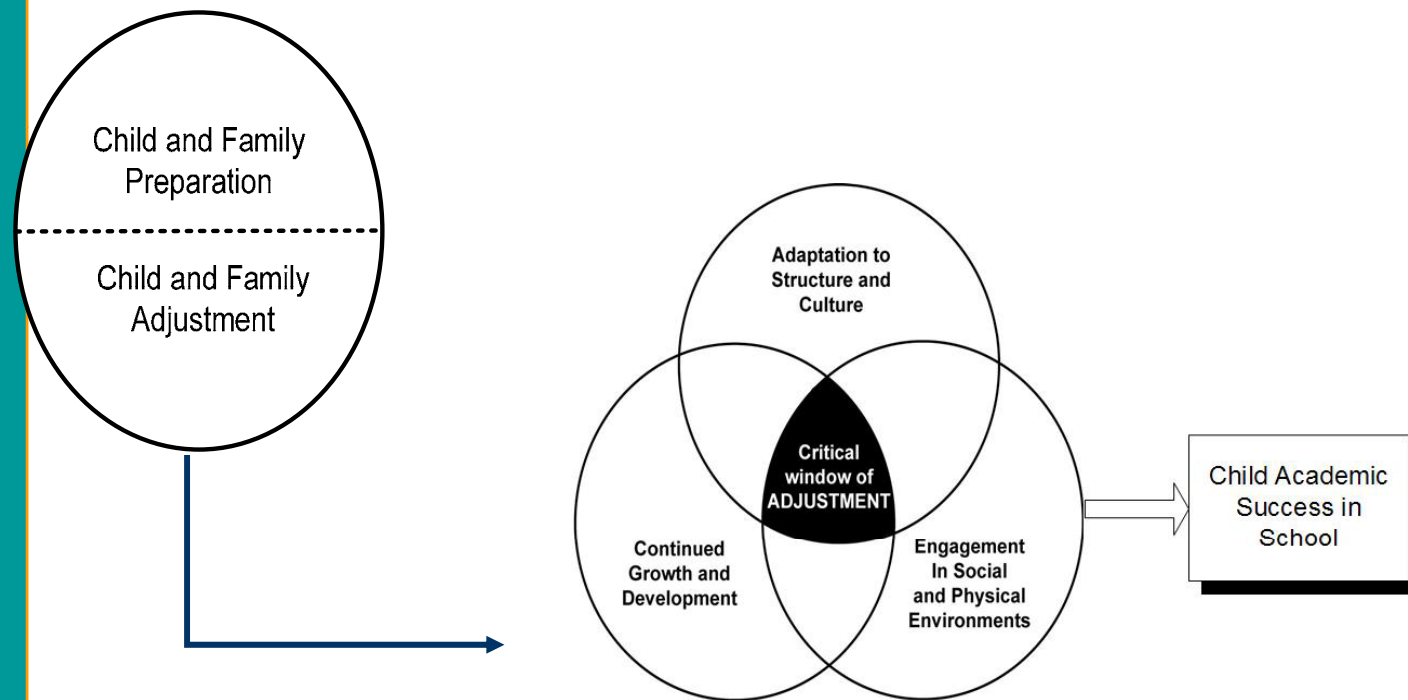 Child and Family
Preparation
Child and Family
Adjustment
Adaptation to
Structure and
Culture
Critical
window of
ADJUSTMENT
Continued
Growth and
Development
Engagement
In Social
and Physical
Environments
Child Academic
Success in
School